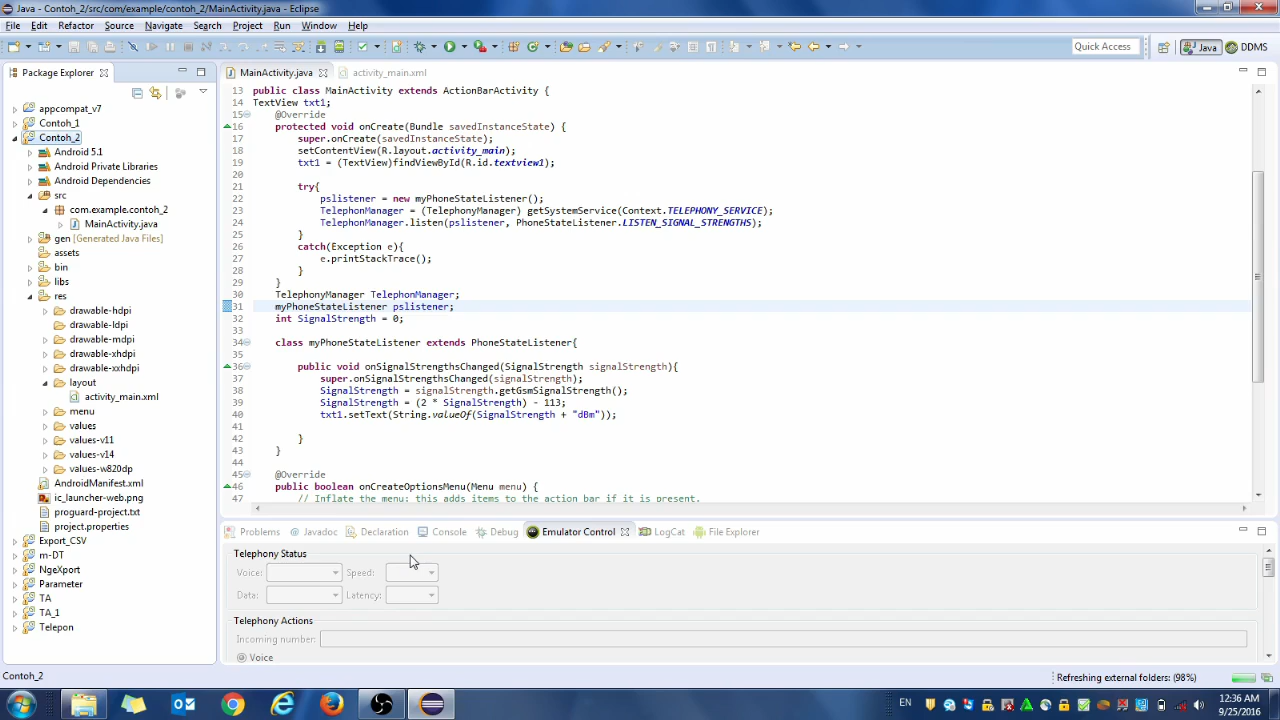 Java - Contoh_2/src/com/example/contoh_2/MainActivity.java - Eclipse
File Edit Refactor Source Navigate Search Project Run Window Help
Quick Access
Java
DDMS
Package Explorer
appcompat_v7
Contoh_1
Contoh_2
Android 5.1
Android Private Libraries
Android Dependencies
src
com.example.contoh_2
MainActivity.java
gen [Generated Java Files]
assets
bin
libs
res
drawable-hdpi
drawable-ldpi
drawable-mdpi
drawable-xhdpi
drawable-xxhdpi
layout
activity_main.xml
menu
values
values-v11
values-v14
values-w820dp
AndroidManifest.xml
ic_launcher-web.png
proguard-project.txt
project.properties
Export_CSV
m-DT
NgeXport
Parameter
TA
TA_1
Telepon
MainActivity.java
activity_main.xml
13 public class MainActivity extends ActionBarActivity {
14 TextView txt1;
15 @Override
16 protected void onCreate(Bundle savedInstanceState) {
17 super.onCreate(savedInstanceState);
18 setContentView(R.layout.activity_main);
19 txt1 = (TextView)findViewById(R.id.textview1);
20
21 try{
22 pslistener = new myPhoneStateListener();
23 TelephonManager = (TelephonyManager) getSystemService(Context.TELEPHONY_SERVICE);
24 TelephonManager.listen(pslistener, PhoneStateListener.LISTEN_SIGNAL_STRENGTHS);
25 }
26 catch(Exception e){
27 e.printStackTrace();
28 }
29 }
30 TelephonyManager TelephonManager;
31 myPhoneStateListener pslistener;
32 int SignalStrength = 0;
33
34 class myPhoneStateListener extends PhoneStateListener{
35
36 public void onSignalStrengthsChanged(SignalStrength signalStrength){
37 super.onSignalStrengthsChanged(signalStrength);
38 SignalStrength = signalStrength.getGsmSignalStrength();
39 SignalStrength = (2 * SignalStrength) - 113;
40 txt1.setText(String.valueOf(SignalStrength + "dBm"));
41
42 }
43 }
44
45 @Override
46 public boolean onCreateOptionsMenu(Menu menu) {
47 // Inflate the menu; this adds items to the action bar if it is present.
Problems
Javadoc
Declaration
Console
Debug
Emulator Control
LogCat
File Explorer
Telephony Status
Voice: Speed:
Data: Latency:
Telephony Actions
Incoming number:
Voice
Contoh_2
Refreshing external folders: (98%)
EN
12:36 AM
9/25/2016